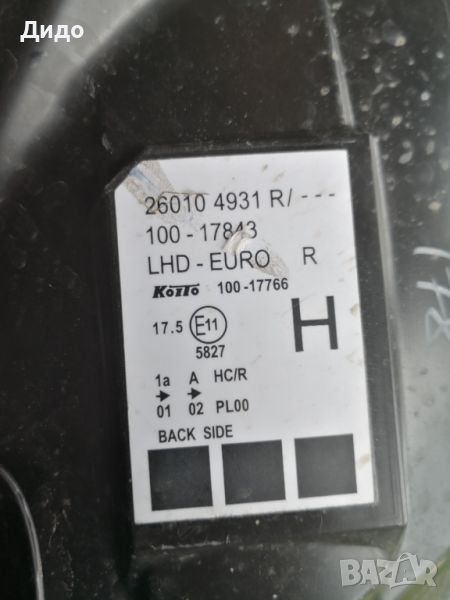 Дидо
26010 4931 R/ ---
100 - 17843
LHD - EURO R
KOITO 100-17766
17.5 E11 H
5827
1a A HC/R
01 02 PL00
BACK SIDE
bazar